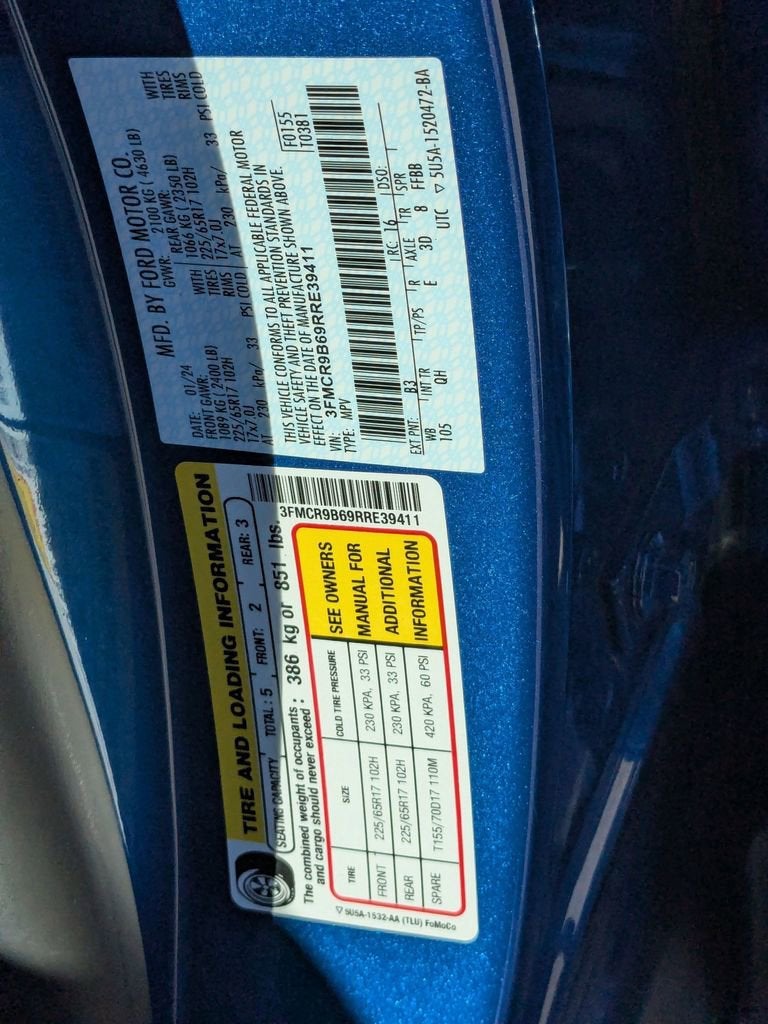 MFD. BY FORD MOTOR CO.
DATE: 01/24 GVWR: 2100 KG ( 4630 LB)
FRONT GAWR: REAR GAWR:
1089 KG (2400 LB) WITH 1066 KG (2350 LB) WITH
225/65R17 102H TIRES 225/65R17 102H TIRES
17x7.0J RIMS 17x7.0J RIMS
AT 230 kPa/ 33 PSI COLD AT 230 kPa/ 33 PSI COLD
THIS VEHICLE CONFORMS TO ALL APPLICABLE FEDERAL MOTOR
VEHICLE SAFETY AND THEFT PREVENTION STANDARDS IN
EFFECT ON THE DATE OF MANUFACTURE SHOWN ABOVE.
VIN: 3FMCR9B69RRE39411 F0155
TYPE: MPV T0381
EXT PNT: B3 RC: 16 DSO:
WB INT TR TP/PS R AXLE TR SPR
105 QH E 3D 8 FFBB
UTC ▽ 5U5A-1520472-BA
TIRE AND LOADING INFORMATION
SEATING CAPACITY TOTAL: 5 FRONT: 2 REAR: 3
The combined weight of occupants
and cargo should never exceed : 386 kg or 851 lbs.
3FMCR9B69RRE39411
TIRE SIZE COLD TIRE PRESSURE SEE OWNERS
FRONT 225/65R17 102H 230 KPA, 33 PSI MANUAL FOR
REAR 225/65R17 102H 230 KPA, 33 PSI ADDITIONAL
SPARE T155/70D17 110M 420 KPA, 60 PSI INFORMATION
▽ 5U5A-1532-AA (TLU) FoMoCo